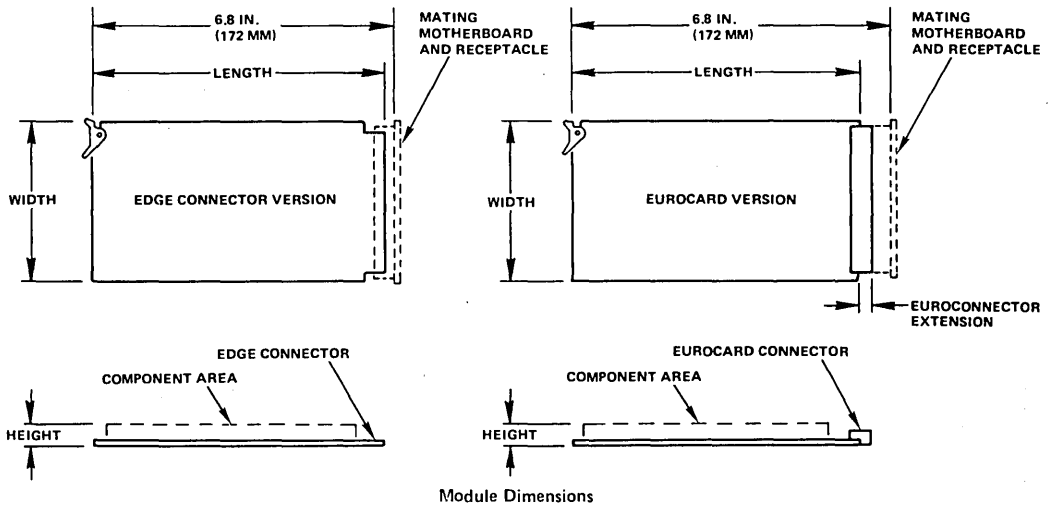 6.8 IN.
(172 MM)
MATING
MOTHERBOARD
AND RECEPTACLE
LENGTH
WIDTH
EDGE CONNECTOR VERSION
6.8 IN.
(172 MM)
MATING
MOTHERBOARD
AND RECEPTACLE
LENGTH
WIDTH
EUROCARD VERSION
EUROCONNECTOR
EXTENSION
EDGE CONNECTOR
COMPONENT AREA
HEIGHT
EUROCARD CONNECTOR
COMPONENT AREA
HEIGHT
Module Dimensions